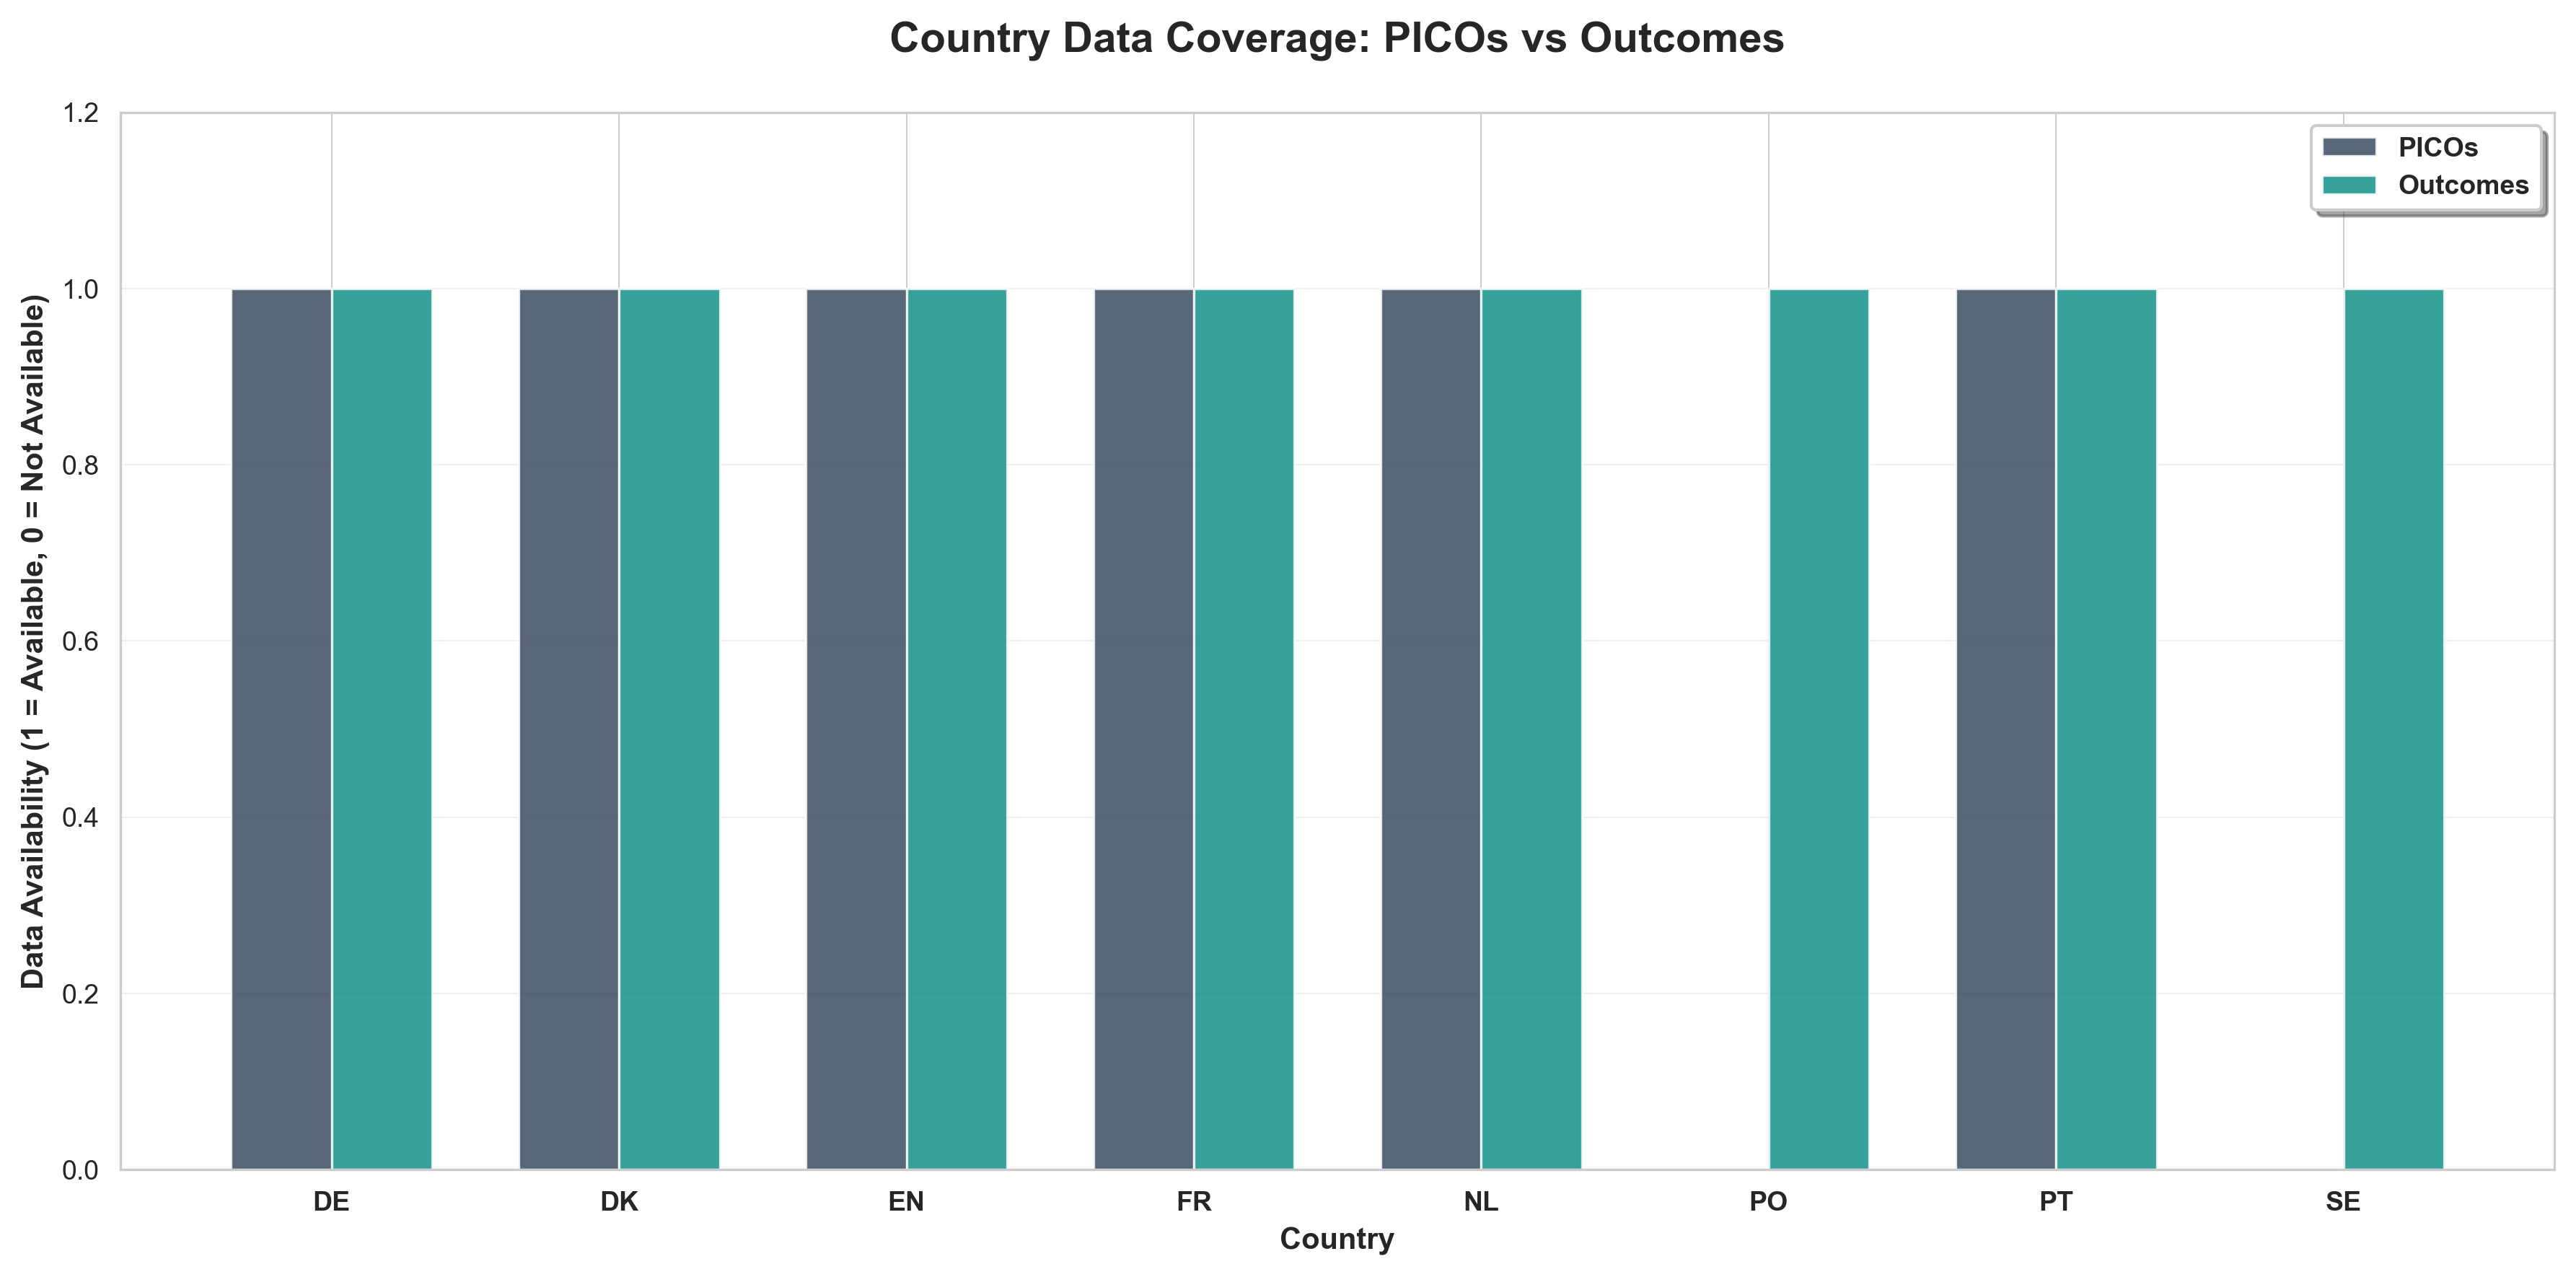 Country Data Coverage: PICOs vs Outcomes
Data Availability (1 = Available, 0 = Not Available)
1.2
1.0
0.8
0.6
0.4
0.2
0.0
PICOs
Outcomes
DE DK EN FR NL PO PT SE
Country